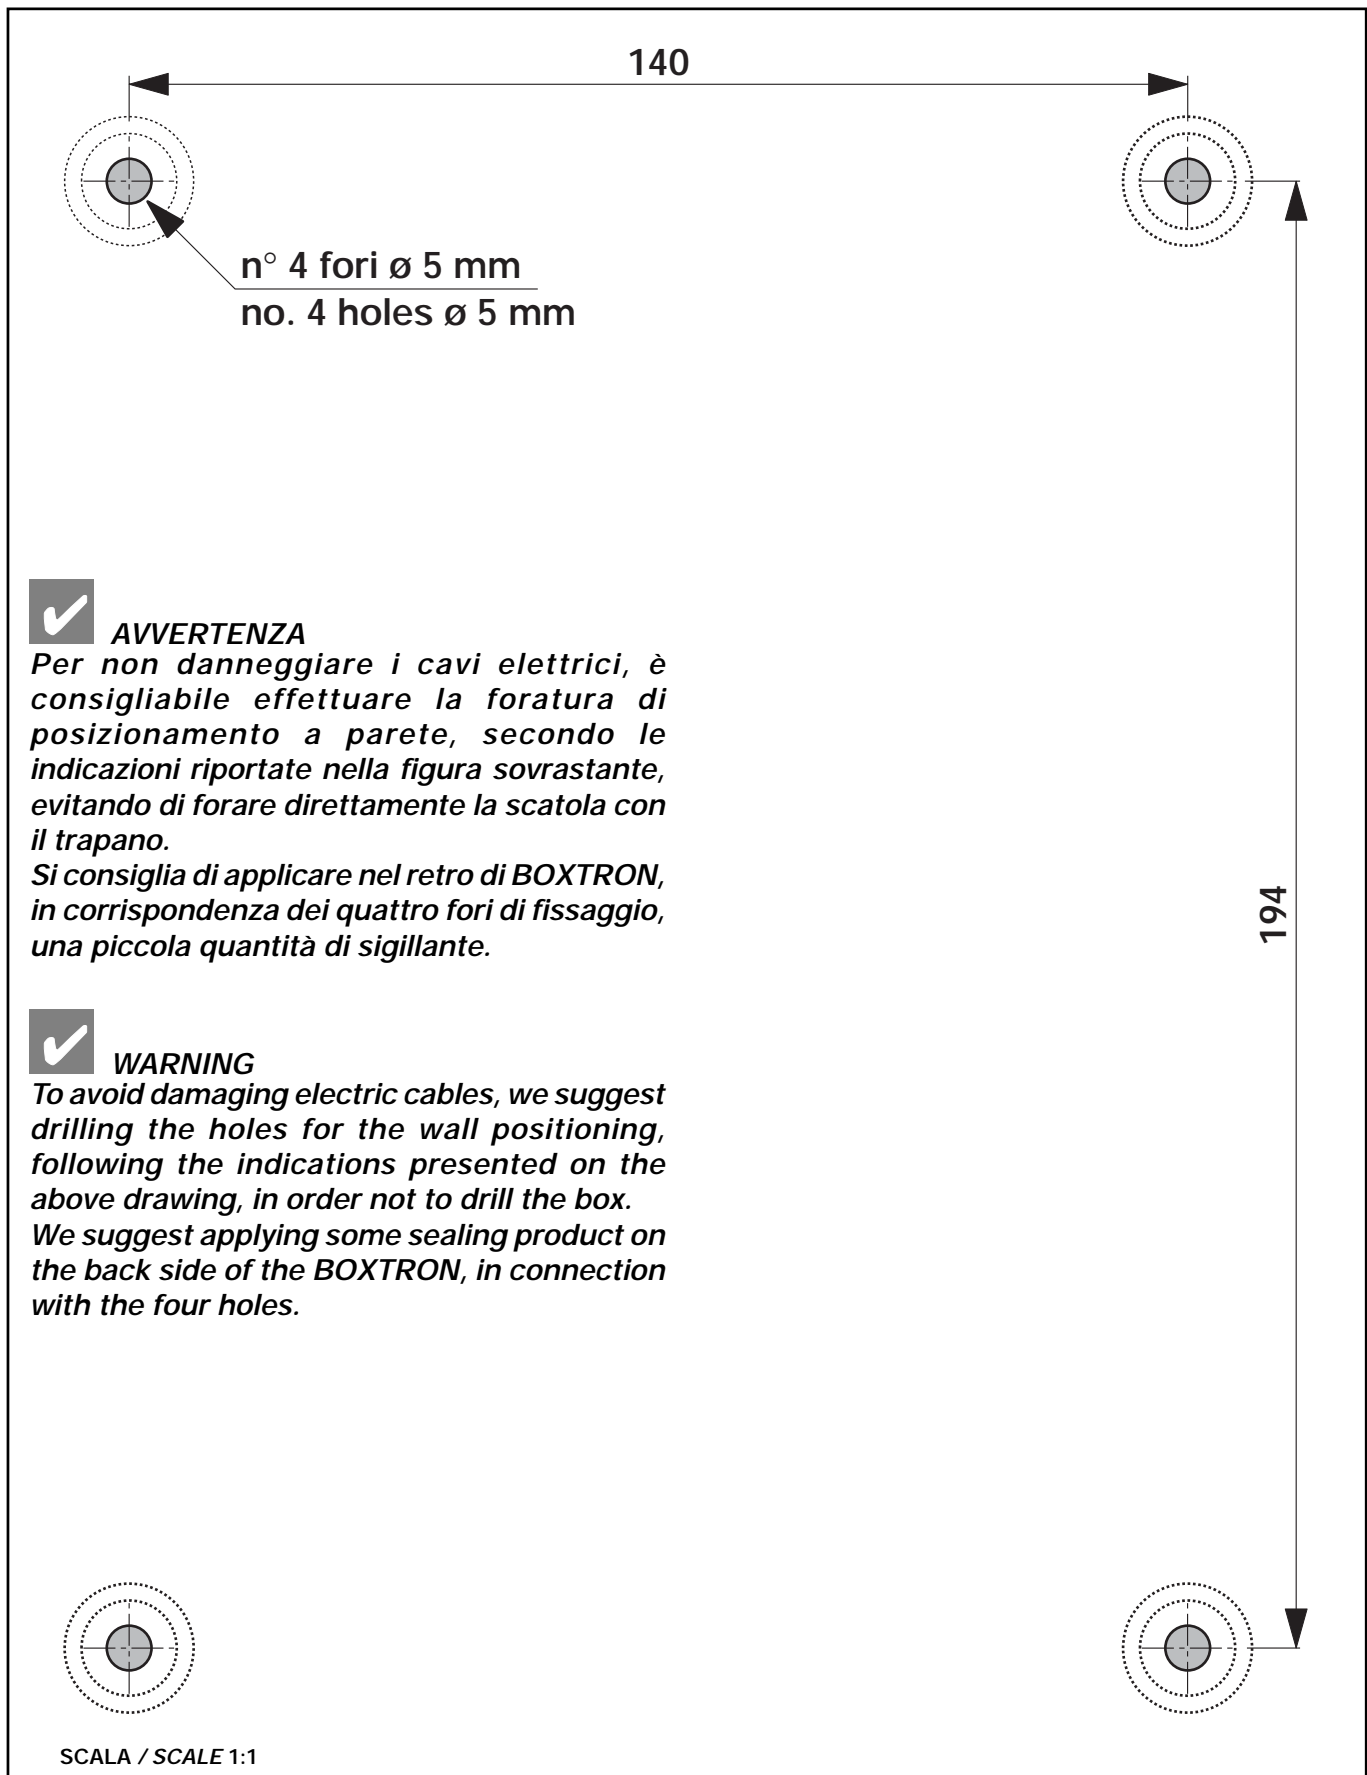 140
n° 4 fori ø 5 mm
no. 4 holes ø 5 mm
AVVERTENZA
Per non danneggiare i cavi elettrici, è
consigliabile effettuare la foratura di
posizionamento a parete, secondo le
indicazioni riportate nella figura sovrastante,
evitando di forare direttamente la scatola con
il trapano.
Si consiglia di applicare nel retro di BOXTRON,
in corrispondenza dei quattro fori di fissaggio,
una piccola quantità di sigillante.
194
WARNING
To avoid damaging electric cables, we suggest
drilling the holes for the wall positioning,
following the indications presented on the
above drawing, in order not to drill the box.
We suggest applying some sealing product on
the back side of the BOXTRON, in connection
with the four holes.
SCALA / SCALE 1:1